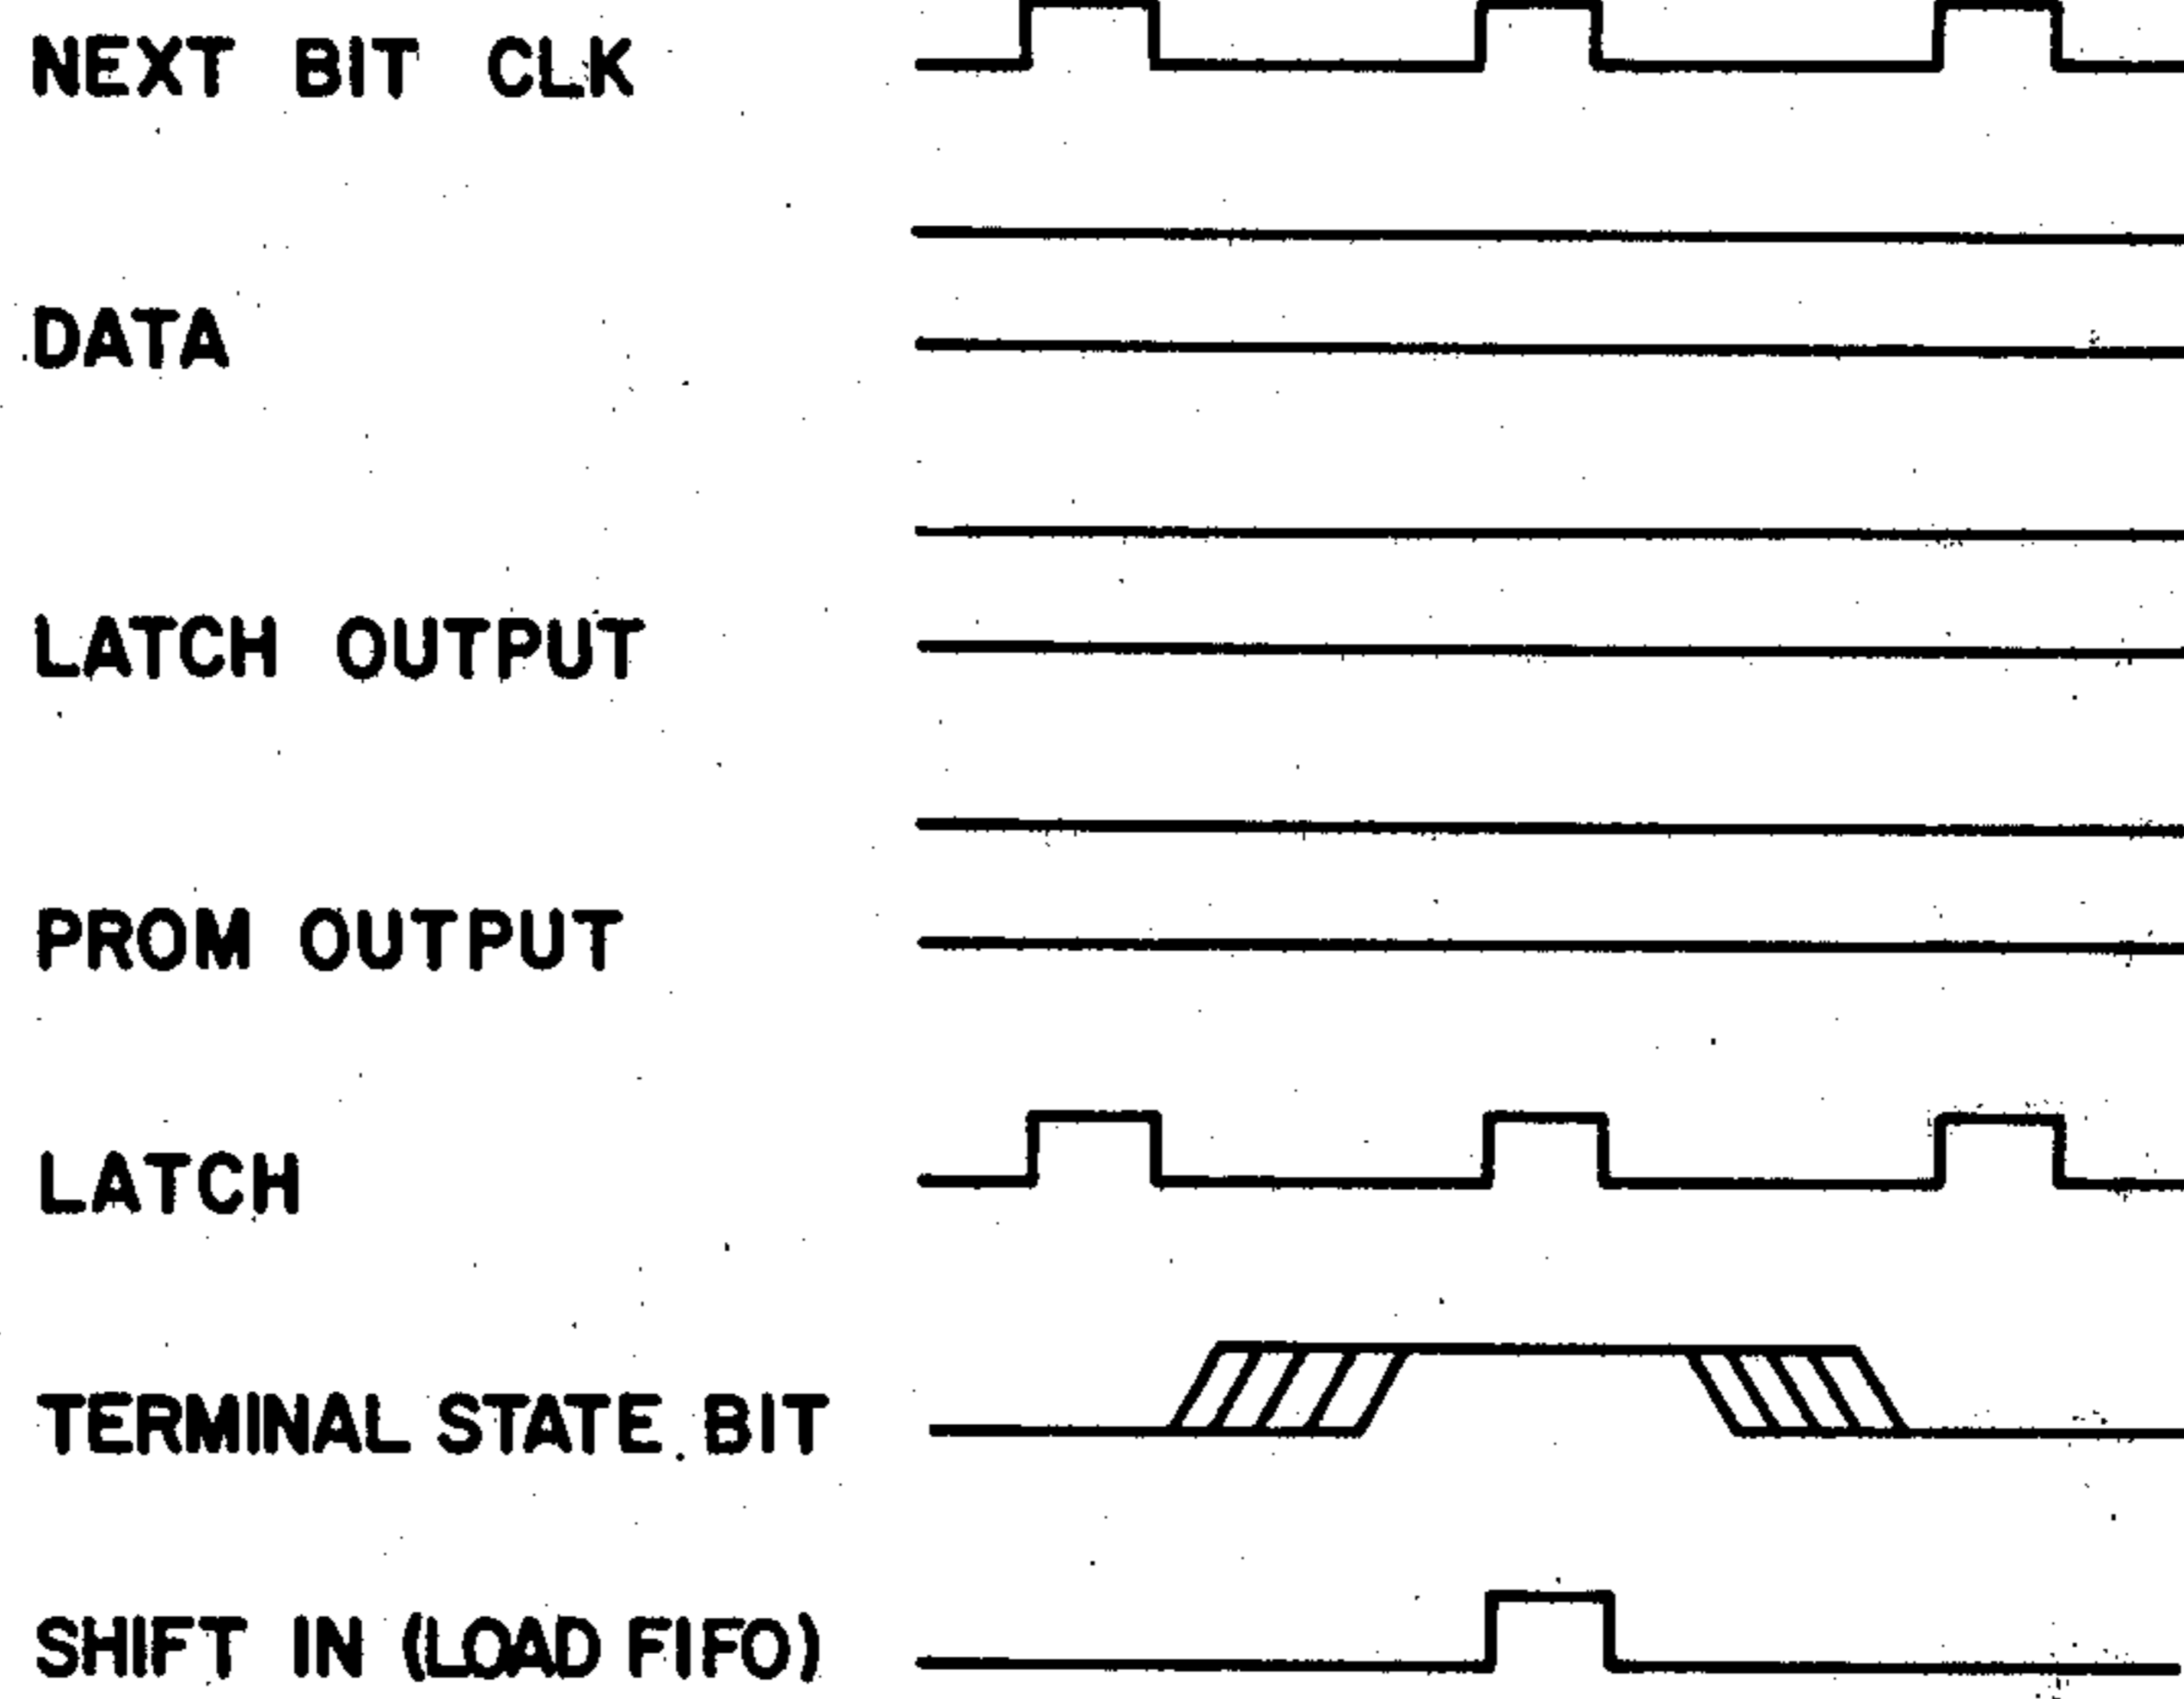 NEXT BIT CLK
DATA
LATCH OUTPUT
PROM OUTPUT
LATCH
TERMINAL STATE BIT
SHIFT IN (LOAD FIFO)